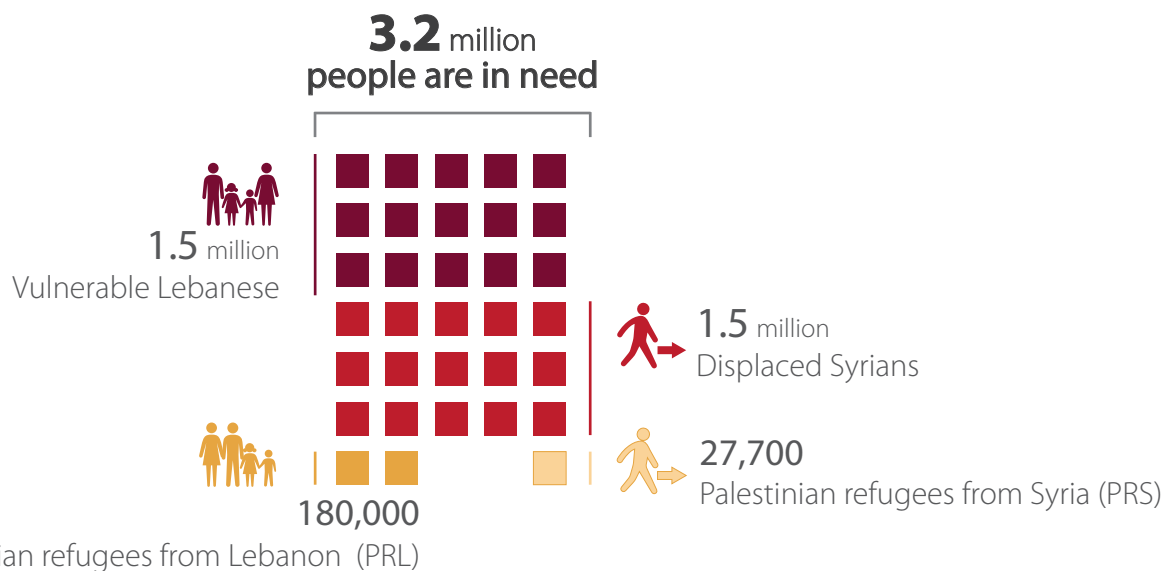 3.2 million
people are in need
1.5 million
Vulnerable Lebanese
1.5 million
Displaced Syrians
27,700
Palestinian refugees from Syria (PRS)
180,000
refugees from Lebanon (PRL)